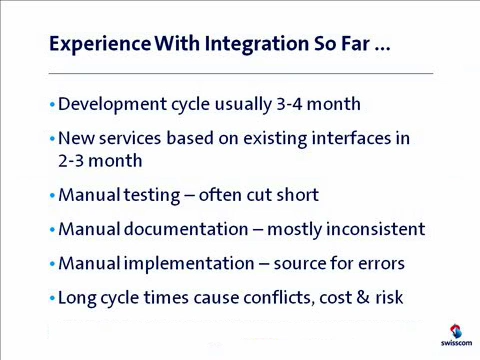 Experience With Integration So Far ...
• Development cycle usually 3-4 month
• New services based on existing interfaces in
2-3 month
• Manual testing – often cut short
• Manual documentation – mostly inconsistent
• Manual implementation – source for errors
• Long cycle times cause conflicts, cost & risk
swisscom